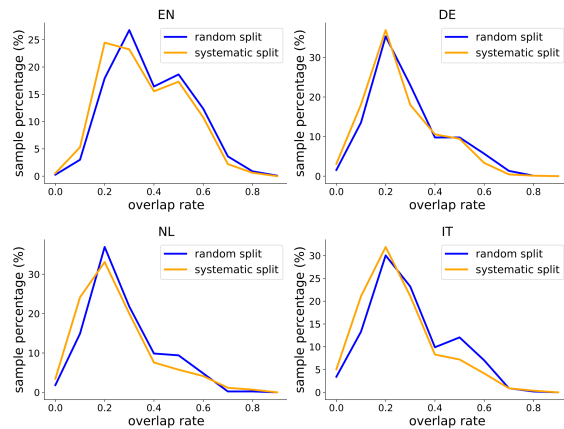 EN
random split
systematic split
sample percentage (%)
25
20
15
10
5
0
0.0 0.2 0.4 0.6 0.8
overlap rate
DE
random split
systematic split
sample percentage (%)
30
20
10
0
0.0 0.2 0.4 0.6 0.8
overlap rate
NL
random split
systematic split
sample percentage (%)
30
20
10
0
0.0 0.2 0.4 0.6 0.8
overlap rate
IT
random split
systematic split
sample percentage (%)
30
25
20
15
10
5
0
0.0 0.2 0.4 0.6 0.8
overlap rate